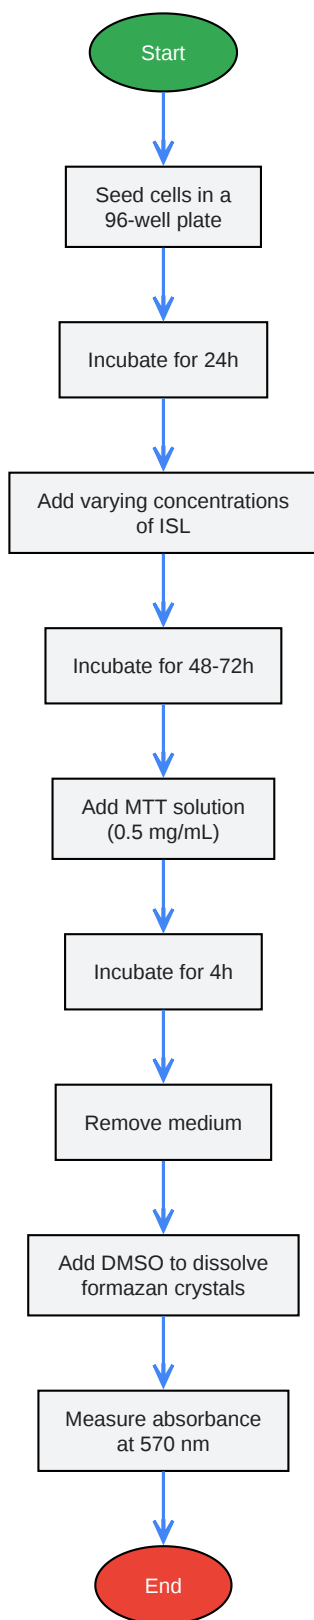 Start
Seed cells in a
96-well plate
Incubate for 24h
Add varying concentrations
of ISL
Incubate for 48-72h
Add MTT solution
(0.5 mg/mL)
Incubate for 4h
Remove medium
Add DMSO to dissolve
formazan crystals
Measure absorbance
at 570 nm
End